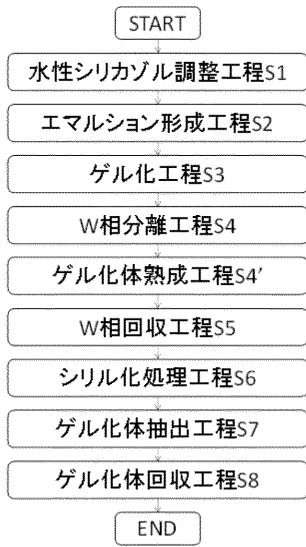 START
水性シリカゾル調整工程S1
エマルション形成工程S2
ゲル化工程S3
W相分離工程S4
ゲル化体熟成工程S4’
W相回収工程S5
シリル化処理工程S6
ゲル化体抽出工程S7
ゲル化体回収工程S8
END